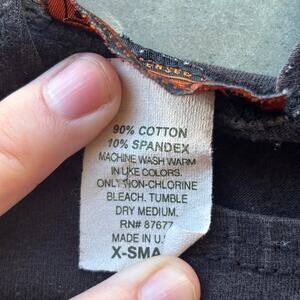 90% COTTON
10% SPANDEX
MACHINE WASH WARM
IN LIKE COLORS.
ONLY NON-CHLORINE
BLEACH. TUMBLE
DRY MEDIUM.
RN# 87677
MADE IN U.
X-SMA